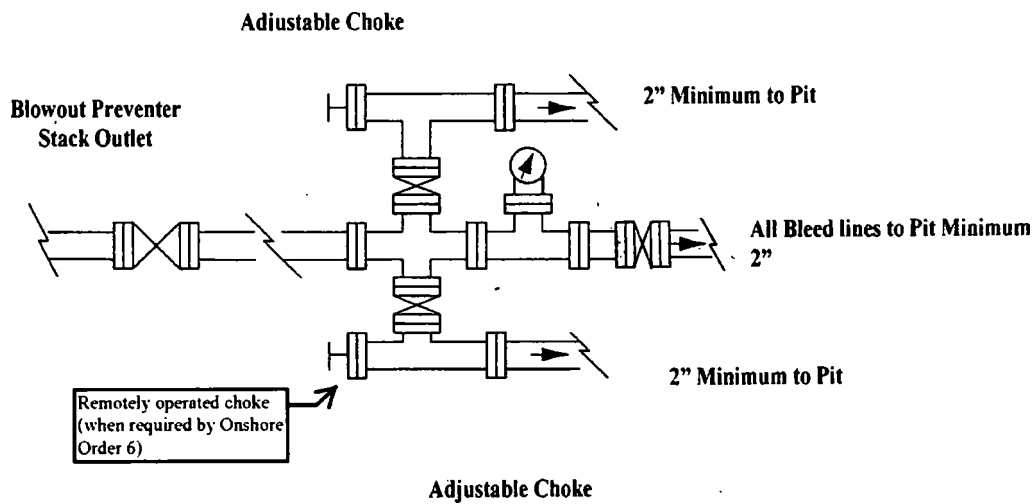 Adiustable Choke
2” Minimum to Pit
Blowout Preventer
Stack Outlet
All Bleed lines to Pit Minimum
2”
2” Minimum to Pit
Remotely operated choke
(when required by Onshore
Order 6)
Adjustable Choke